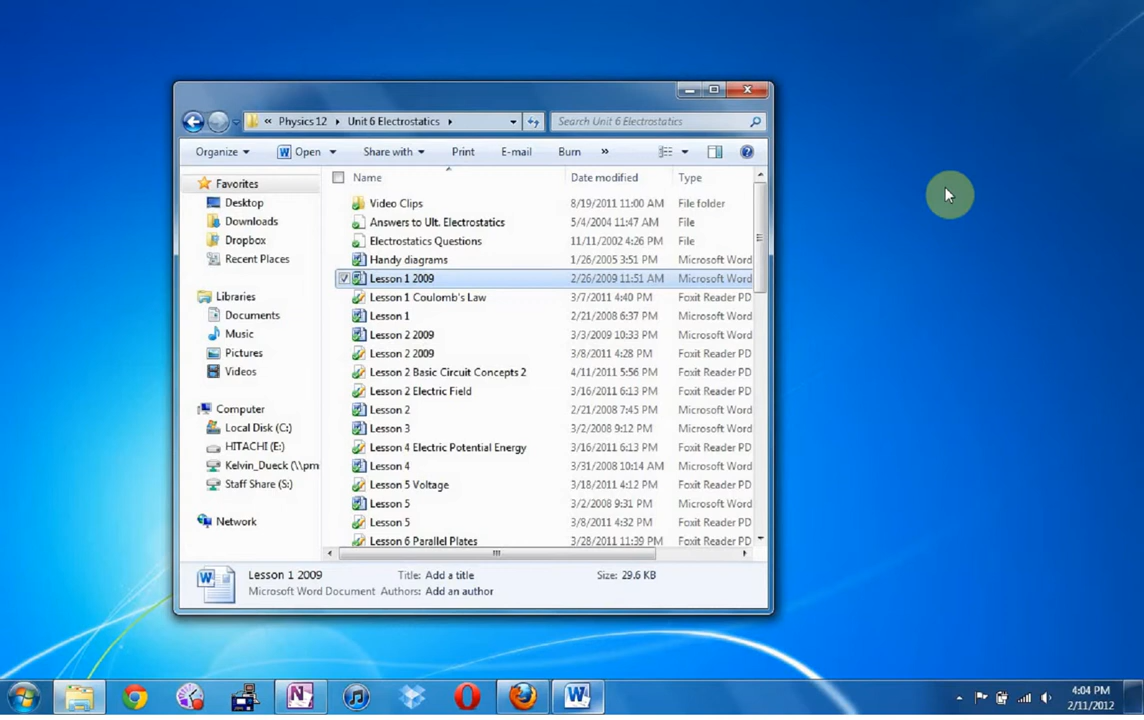 « Physics 12 Unit 6 Electrostatics Search Unit 6 Electrostatics
Organize Open Share with Print E-mail Burn »
Favorites
Desktop
Downloads
Dropbox
Recent Places
Libraries
Documents
Music
Pictures
Videos
Computer
Local Disk (C:)
HITACHI (E:)
Kelvin_Dueck (\\pm
Staff Share (S:)
Network
Name Date modified Type
Video Clips 8/19/2011 11:00 AM File folder
Answers to Ult. Electrostatics 5/4/2004 11:47 AM File
Electrostatics Questions 11/11/2002 4:26 PM File
Handy diagrams 1/26/2005 3:51 PM Microsoft Word
Lesson 1 2009 2/26/2009 11:51 AM Microsoft Word
Lesson 1 Coulomb's Law 3/7/2011 4:40 PM Foxit Reader PD
Lesson 1 2/21/2008 6:37 PM Microsoft Word
Lesson 2 2009 3/3/2009 10:33 PM Microsoft Word
Lesson 2 2009 3/8/2011 4:28 PM Foxit Reader PD
Lesson 2 Basic Circuit Concepts 2 4/11/2011 5:56 PM Foxit Reader PD
Lesson 2 Electric Field 3/16/2011 6:13 PM Foxit Reader PD
Lesson 2 2/21/2008 7:45 PM Microsoft Word
Lesson 3 3/2/2008 9:12 PM Microsoft Word
Lesson 4 Electric Potential Energy 3/16/2011 6:13 PM Foxit Reader PD
Lesson 4 3/31/2008 10:14 AM Microsoft Word
Lesson 5 Voltage 3/18/2011 4:12 PM Foxit Reader PD
Lesson 5 3/2/2008 9:31 PM Microsoft Word
Lesson 5 3/8/2011 4:32 PM Foxit Reader PD
Lesson 6 Parallel Plates 3/28/2011 11:39 PM Foxit Reader PD
Lesson 1 2009 Title: Add a title Size: 29.6 KB
Microsoft Word Document Authors: Add an author
4:04 PM
2/11/2012